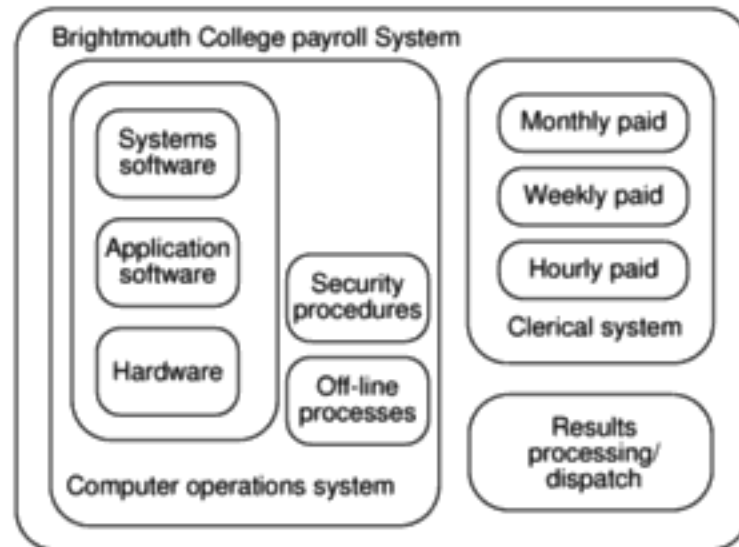 Brightmouth College payroll System
Systems
software
Application
software
Hardware
Security
procedures
Off-line
processes
Computer operations system
Monthly paid
Weekly paid
Hourly paid
Clerical system
Results
processing/
dispatch